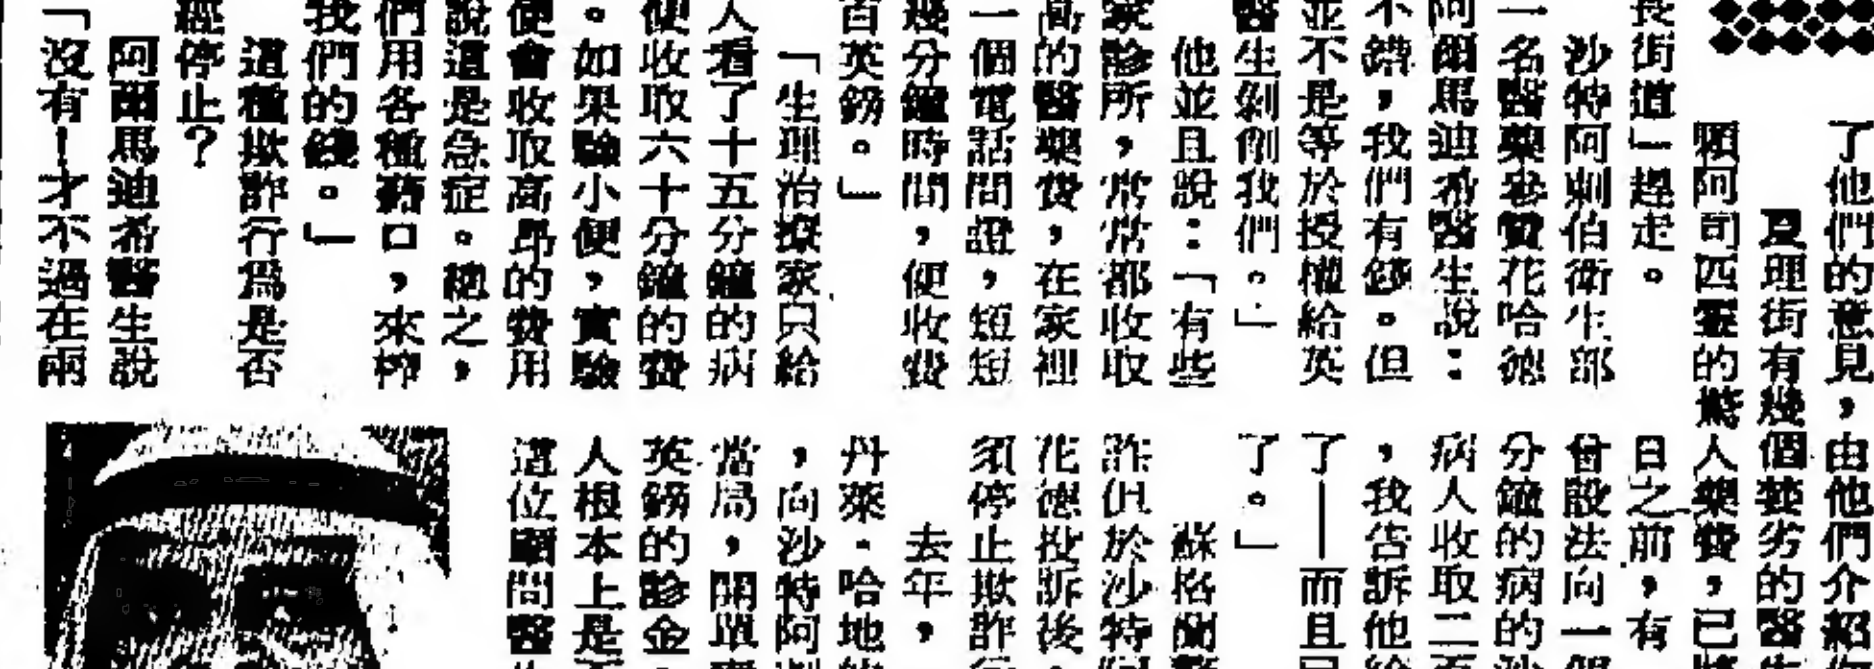 了他們的意見，由他們介紹
夏理街有幾個惡劣的醫
阿司匹靈的驚人藥費，已
長街道」趕走。
沙特阿剌伯衛生部
一名醫藥參贊花哈德
阿爾馬迪希醫生說：
不錯，我們有錢。但
並不是等於授權給英
醫生剝削我們。」
他並且說：「有些
家診所，常常都收取
高的醫藥費，在家裡
一個電話問證，短短
幾分鐘時間，便收費
百英鎊。」
「生理治療家只給
人看了十五分鐘的病
便收取六十分鐘的費
。如果驗小便，實驗
便會收取高昂的費用
說這是急症。總之，
們用各種藉口，來榨
我們的錢。」
這種欺詐行為是否
經停止？
阿爾馬迪希醫生說
「沒有！才不過在兩
日之前，有
曾設法向一個
分鐘的病的沙
病人收取二百
，我告訴他
了——而且
了。」
蘇格蘭
詐但於沙特
花德投訴後，
須停止欺詐行
去年，
丹萊·哈地
，向沙特阿剌
當局，開單
英鎊的診金。
人根本上是
這位顧問醫